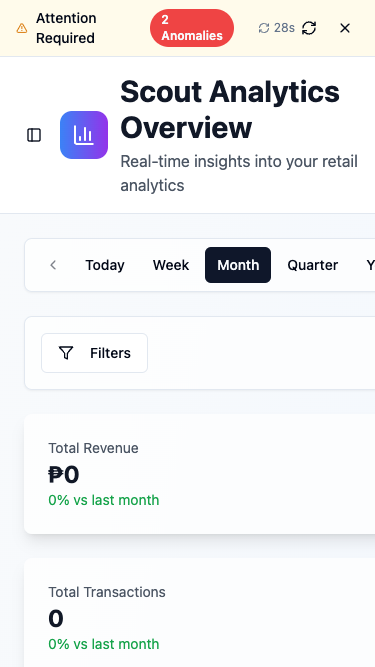 Attention
Required
2
Anomalies
28s
Scout Analytics
Overview
Real-time insights into your retail
analytics
Today Week Month Quarter Y
Filters
Total Revenue
₱0
0% vs last month
Total Transactions
0
0% vs last month